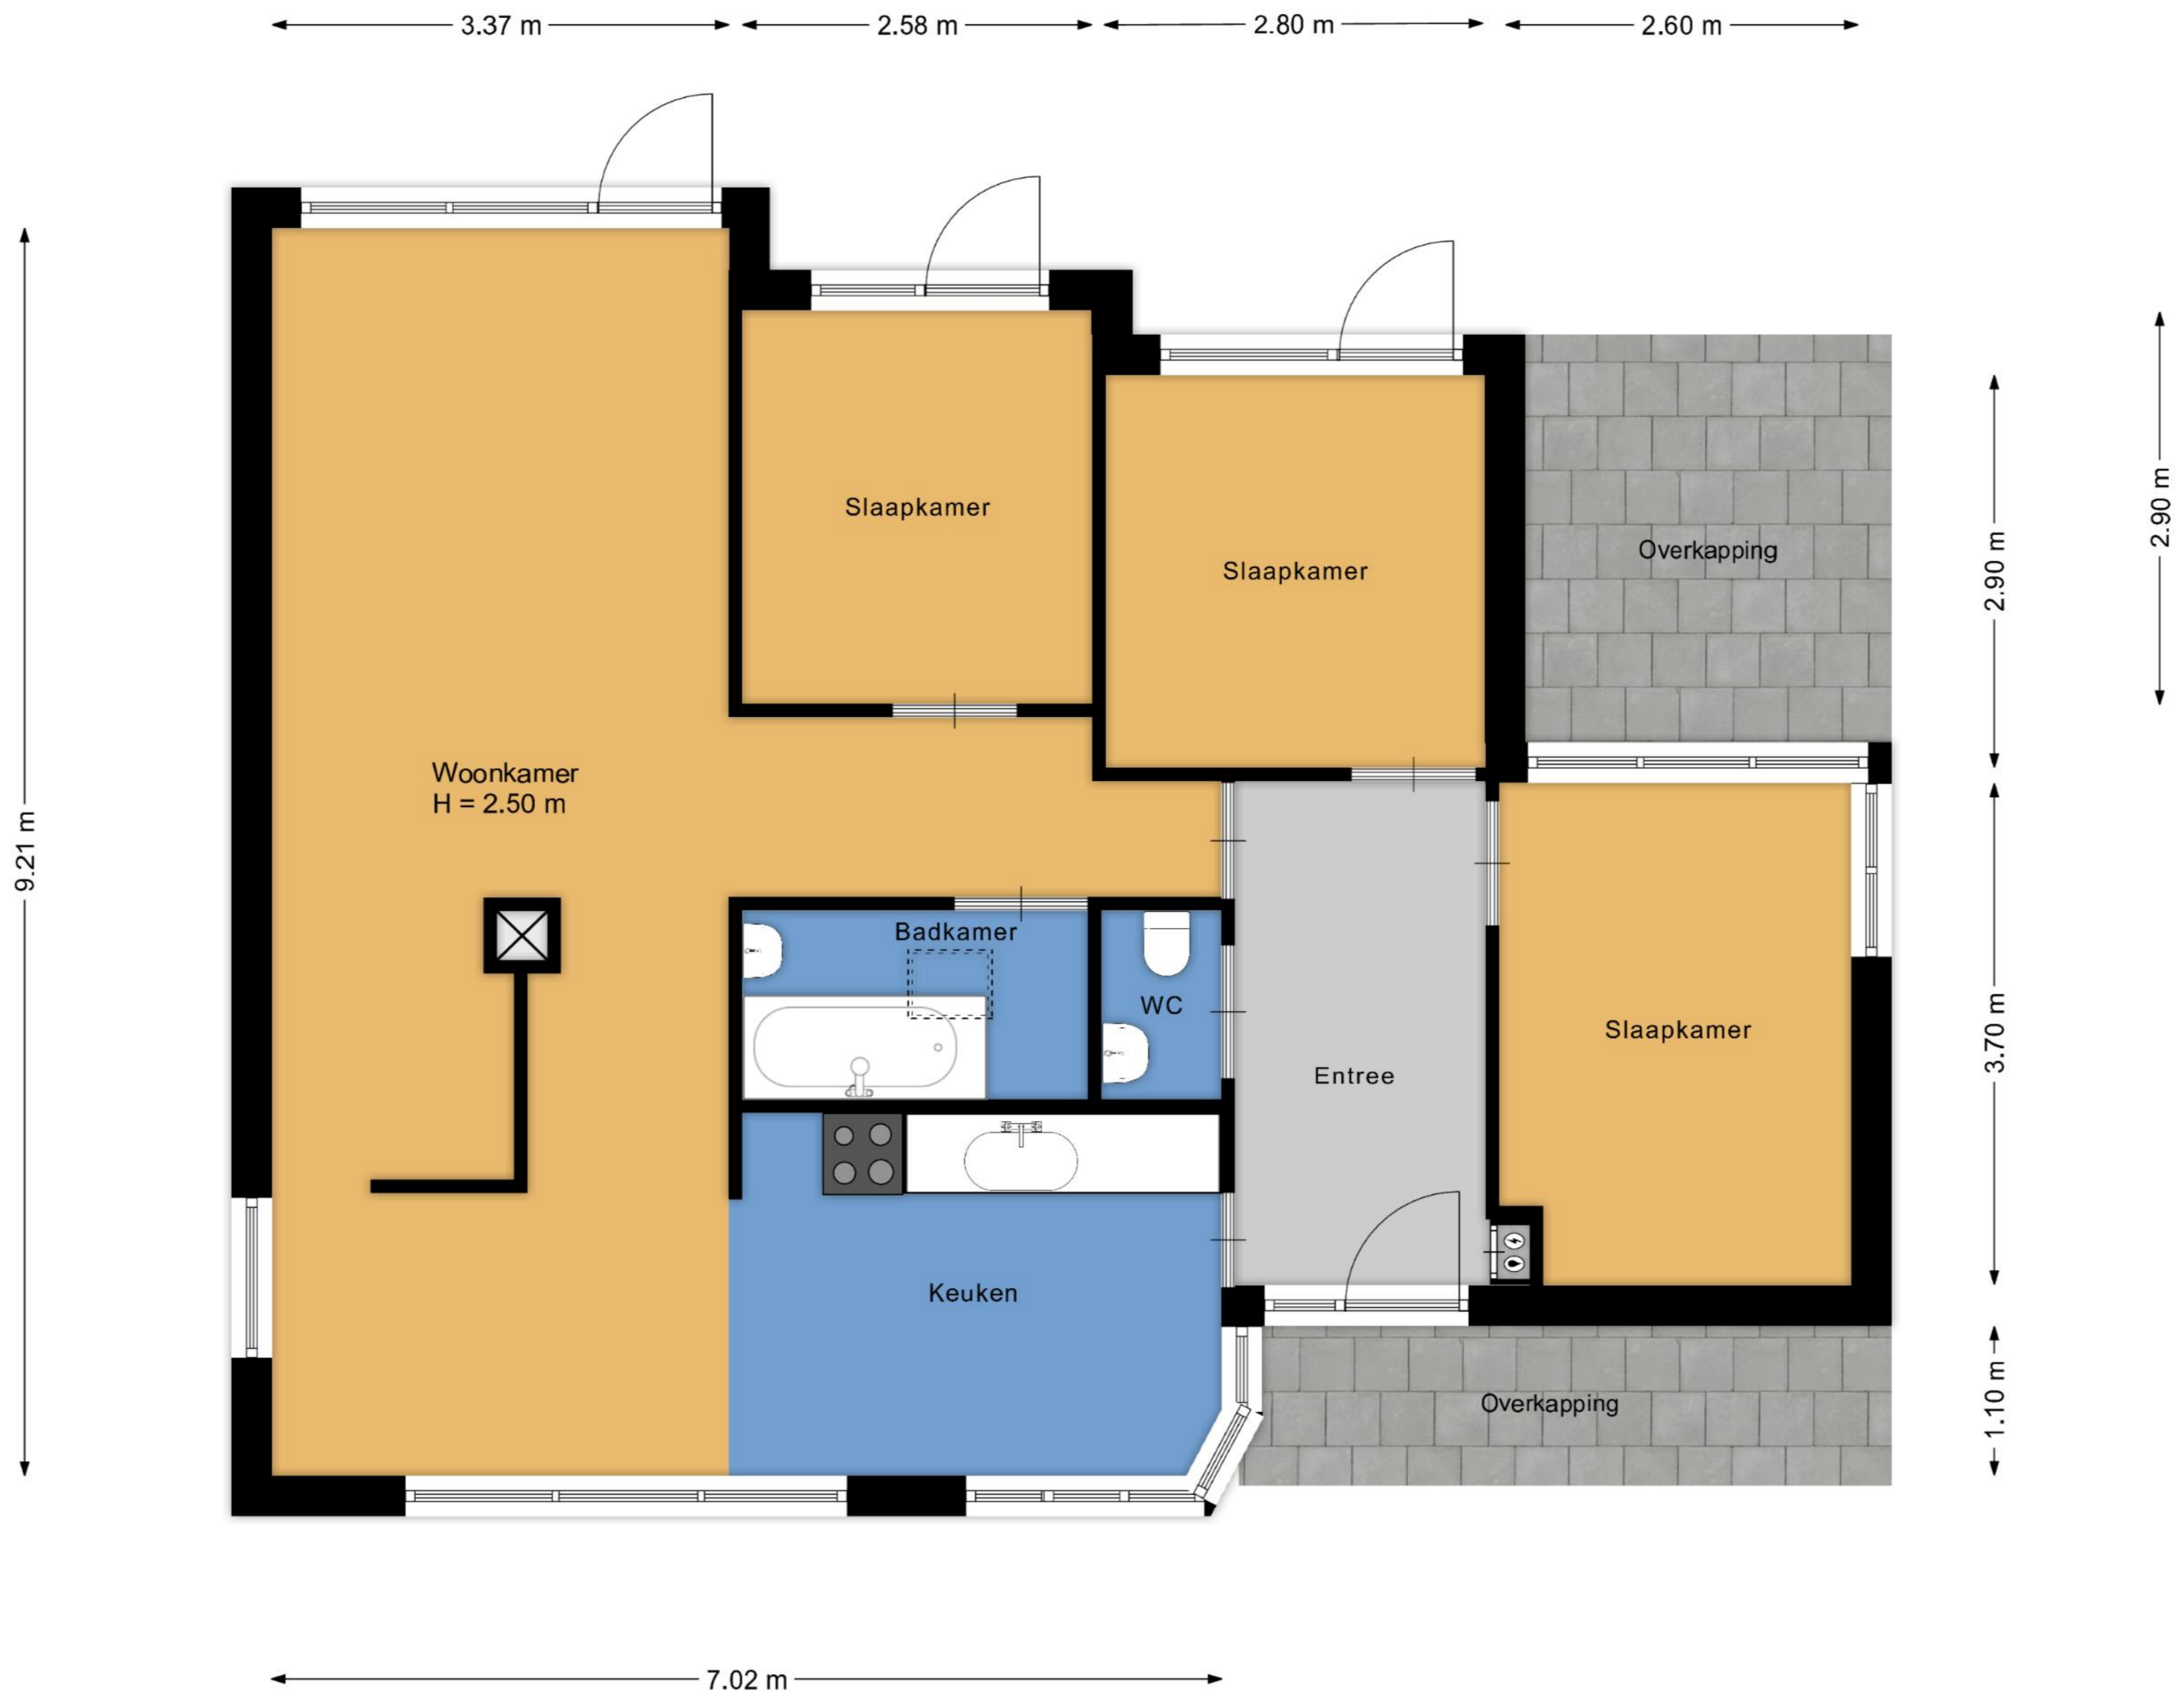 3.37 m
2.58 m
2.80 m
2.60 m
Slaapkamer
Slaapkamer
Overkapping
2.90 m
2.90 m
Woonkamer
H = 2.50 m
9.21 m
Badkamer
WC
Entree
Slaapkamer
3.70 m
Keuken
Overkapping
1.10 m
7.02 m